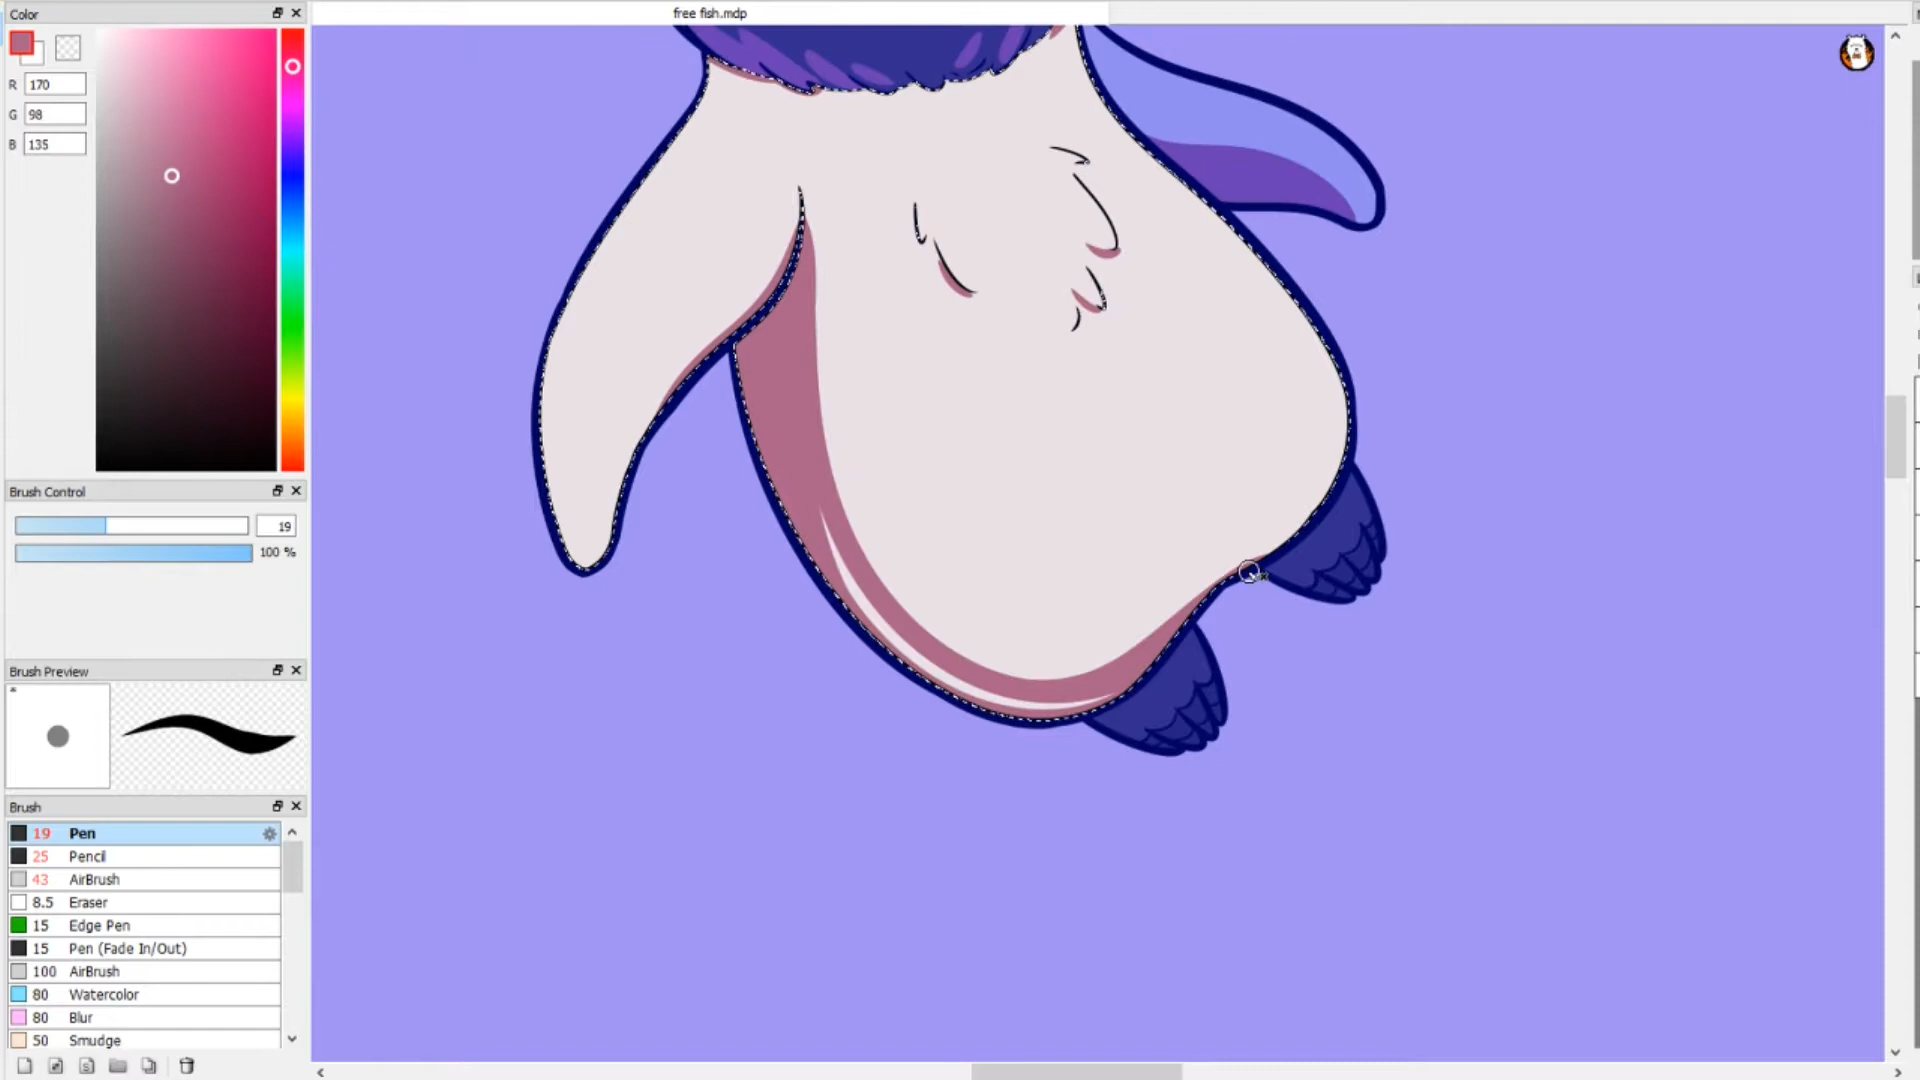 Color
free fish.mdp
R 170
G 98
B 135
Brush Control
19
100 %
Brush Preview
Brush
19 Pen
25 Pencil
43 AirBrush
8.5 Eraser
15 Edge Pen
15 Pen (Fade In/Out)
100 AirBrush
80 Watercolor
80 Blur
50 Smudge